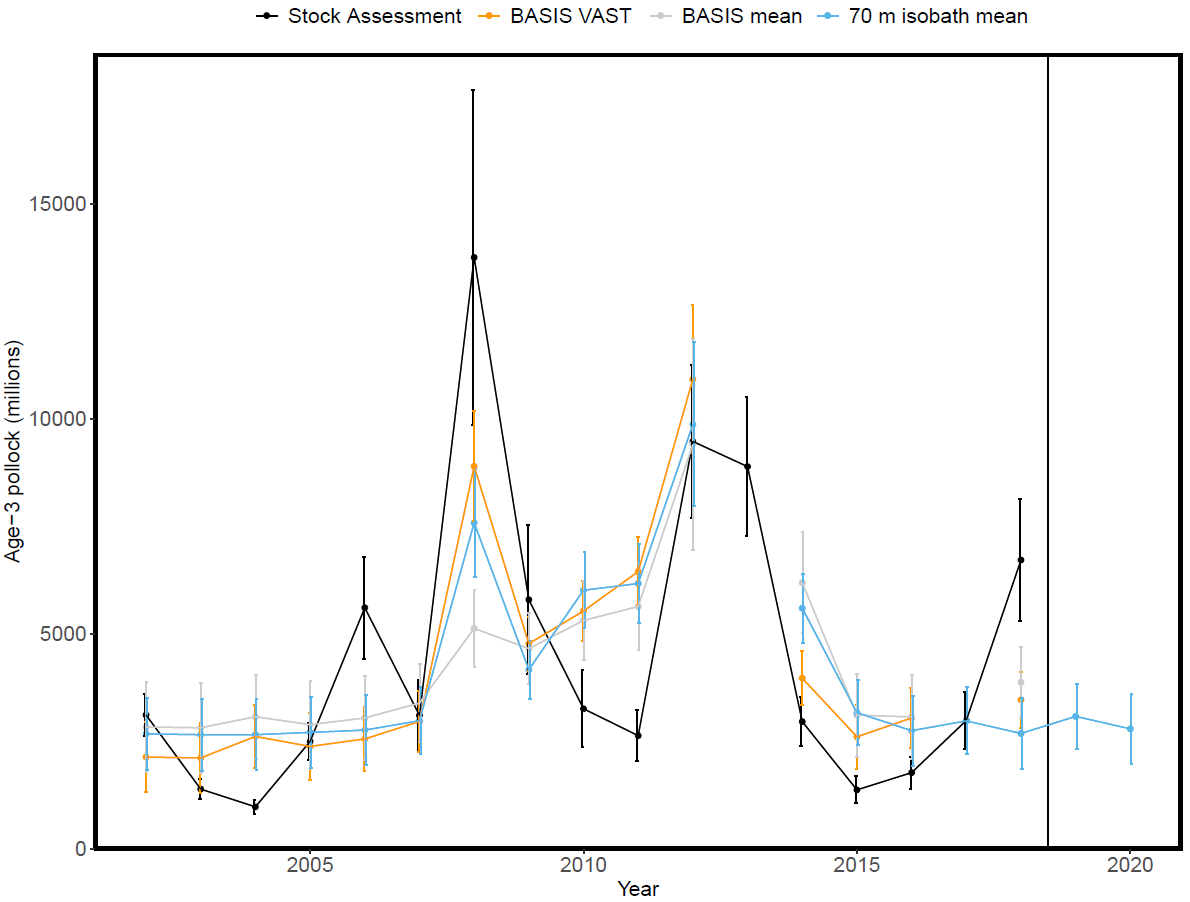 Stock Assessment BASIS VAST BASIS mean 70 m isobath mean
Age−3 pollock (millions)
15000
10000
5000
0
2005 2010 2015 2020
Year